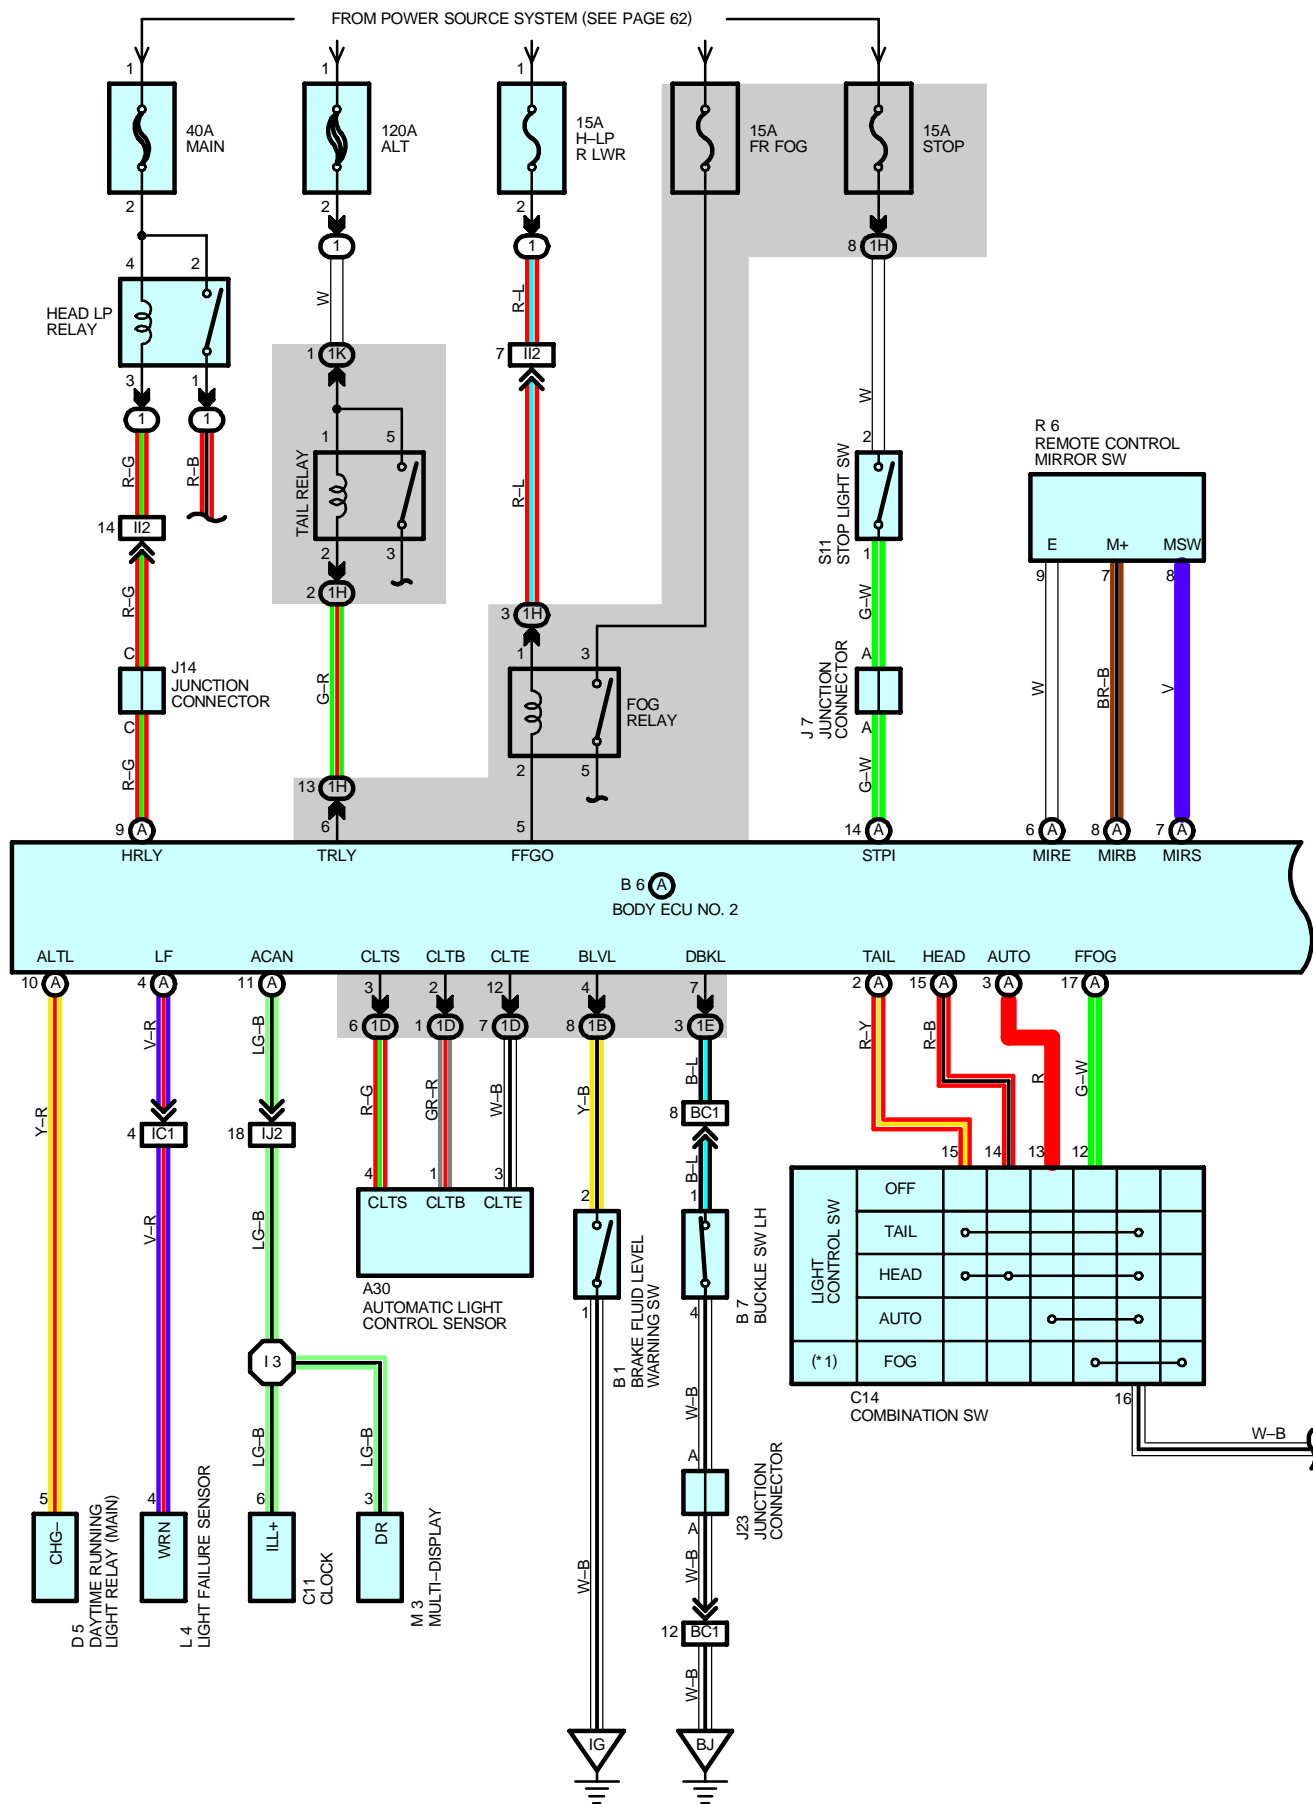 FROM POWER SOURCE SYSTEM (SEE PAGE 62)
1
1
1
40A
MAIN
120A
ALT
15A
H–LP
R LWR
15A
FR FOG
15A
STOP
2
2
2
1
1
8 1H
4
2
HEAD LP
RELAY
W
R–L
3
1
1
1
1 1K
7 II2
W
R–G
R–B
14 II2
1
5
TAIL RELAY
2
3
2 1H
R–L
2
S11
STOP LIGHT SW
1
R 6
REMOTE CONTROL
MIRROR SW
E
M+
MSW
9
7
8
R–G
C
J14
JUNCTION
CONNECTOR
C
R–G
G–R
3 1H
1
3
FOG
RELAY
2
5
G–W
A
J 7
JUNCTION
CONNECTOR
A
G–W
W
BR–B
V
13 1H
9 A
6
5
14 A
6 A
8 A
7 A
HRLY
TRLY
FFGO
STPI
MIRE
MIRB
MIRS
B 6 A
BODY ECU NO. 2
ALTL
LF
ACAN
CLTS
CLTB
CLTE
BLVL
DBKL
TAIL
HEAD
AUTO
FFOG
10 A
4 A
11 A
3
2
12
4
7
2 A
15 A
3 A
17 A
6 1D
1 1D
7 1D
8 1B
3 1E
V–R
LG–B
R–G
GR–R
W–B
Y–B
B–L
R–Y
R–B
R
G–W
Y–R
4 IC1
18 IJ2
8 BC1
B–L
4
1
3
2
1
15
14
13
12
CLTS
CLTB
CLTE
V–R
LG–B
A30
AUTOMATIC LIGHT
CONTROL SENSOR
1
B 1
BRAKE FLUID LEVEL
WARNING SW
4
B 7
BUCKLE SW LH
LIGHT
CONTROL SW
OFF
TAIL
HEAD
AUTO
(*1)
FOG
I 3
C14
COMBINATION SW
16
W–B
LG–B
LG–B
W–B
A
J23
JUNCTION
CONNECTOR
A
5
4
6
3
CHG–
WRN
ILL+
DR
D 5
DAYTIME RUNNING
LIGHT RELAY (MAIN)
L 4
LIGHT FAILURE SENSOR
C11
CLOCK
M 3
MULTI–DISPLAY
W–B
W–B
12 BC1
W–B
IG
BJ